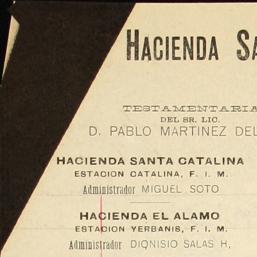 HACIENDA SA
TESTAMENTARIA
DEL SR. LIC.
D. PABLO MARTINEZ DEL
HACIENDA SANTA CATALINA
ESTACION CATALINA, F. I. M.
Administrador MIGUEL SOTO
HACIENDA EL ALAMO
ESTACION YERBANIS, F. I. M.
Administrador DIONISIO SALAS H,